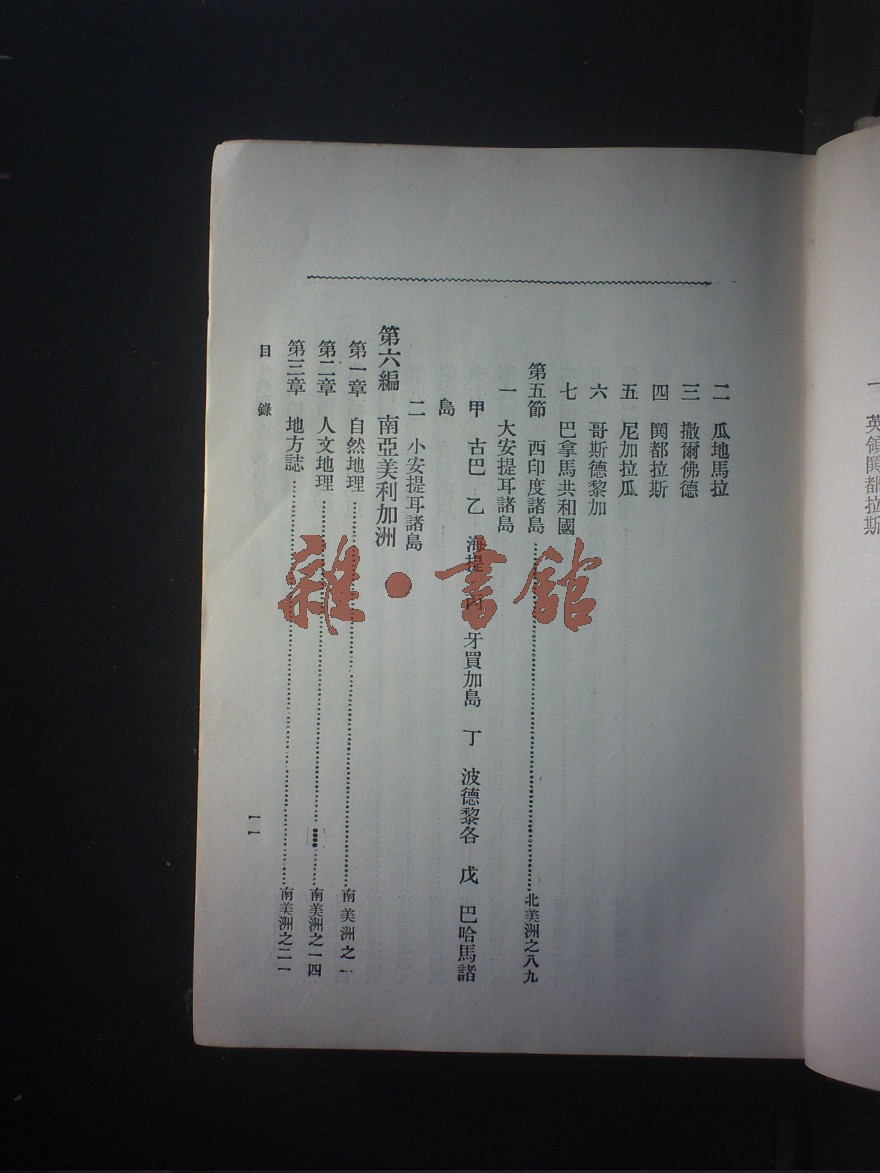 一　英領閧都拉斯
二　瓜地馬拉
三　撒爾佛德
四　閧都拉斯
五　尼加拉瓜
六　哥斯德黎加
七　巴拿馬共和國
第五節　西印度諸島……北美洲之八九
一　大安提耳諸島
甲　古巴　乙　海提　丙　牙買加島　丁　波德黎各　戊　巴哈馬諸
島
二　小安提耳諸島
第六編　南亞美利加洲
第一章　自然地理……南美洲之一
第二章　人文地理……南美洲之一四
第三章　地方誌……南美洲之二一
目錄
一一
雜·書館